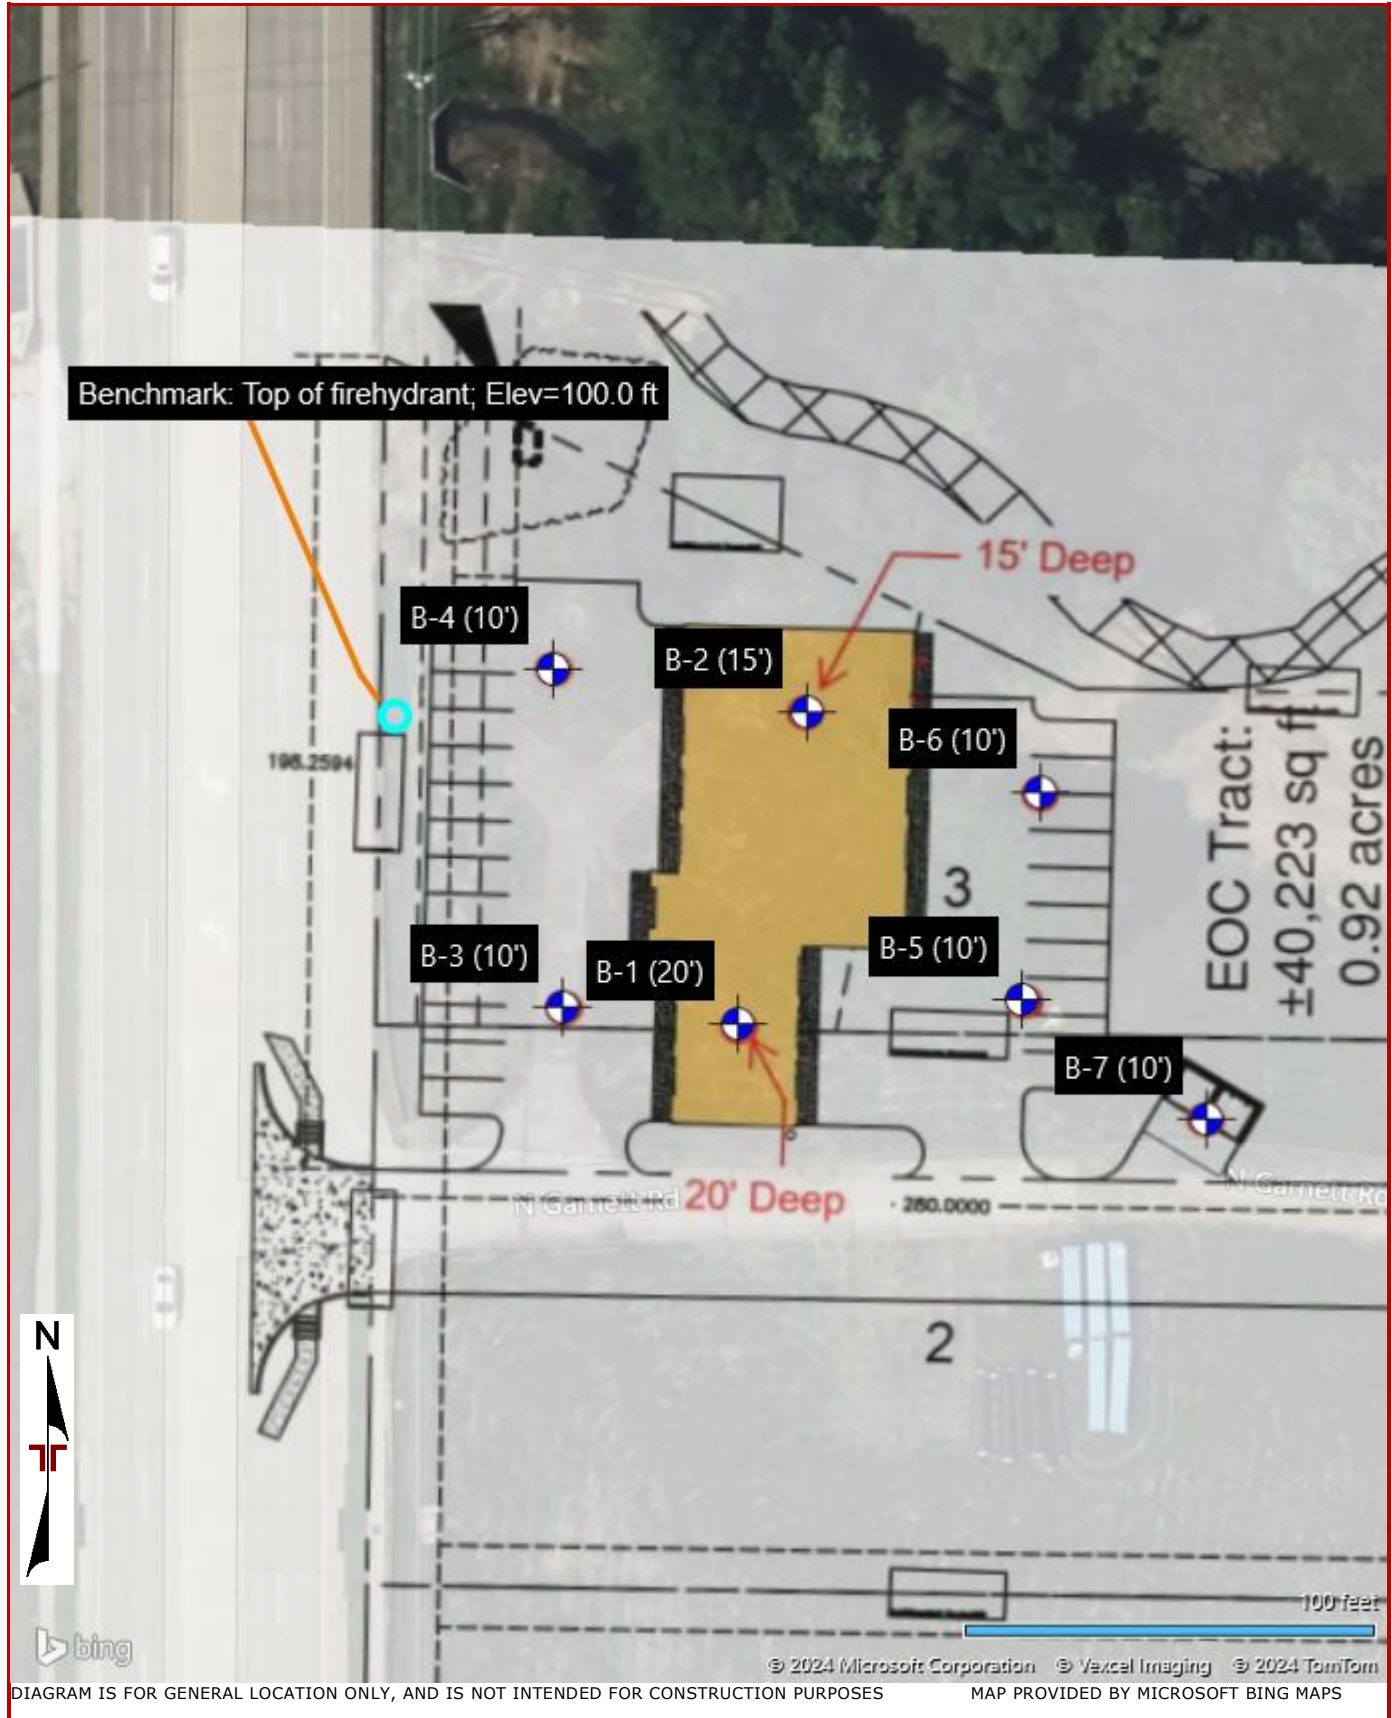 Benchmark: Top of firehydrant; Elev=100.0 ft
15' Deep
B-4 (10')
B-2 (15')
B-6 (10')
198.2594
EOC Tract:
±40,223 sq ft
0.92 acres
3
B-3 (10')
B-1 (20')
B-5 (10')
B-7 (10')
N Garnett Rd
20' Deep
280.0000
N Garnett Rd
2
N
100 feet
bing
© 2024 Microsoft Corporation © Vexcel Imaging © 2024 TomTom
DIAGRAM IS FOR GENERAL LOCATION ONLY, AND IS NOT INTENDED FOR CONSTRUCTION PURPOSES
MAP PROVIDED BY MICROSOFT BING MAPS